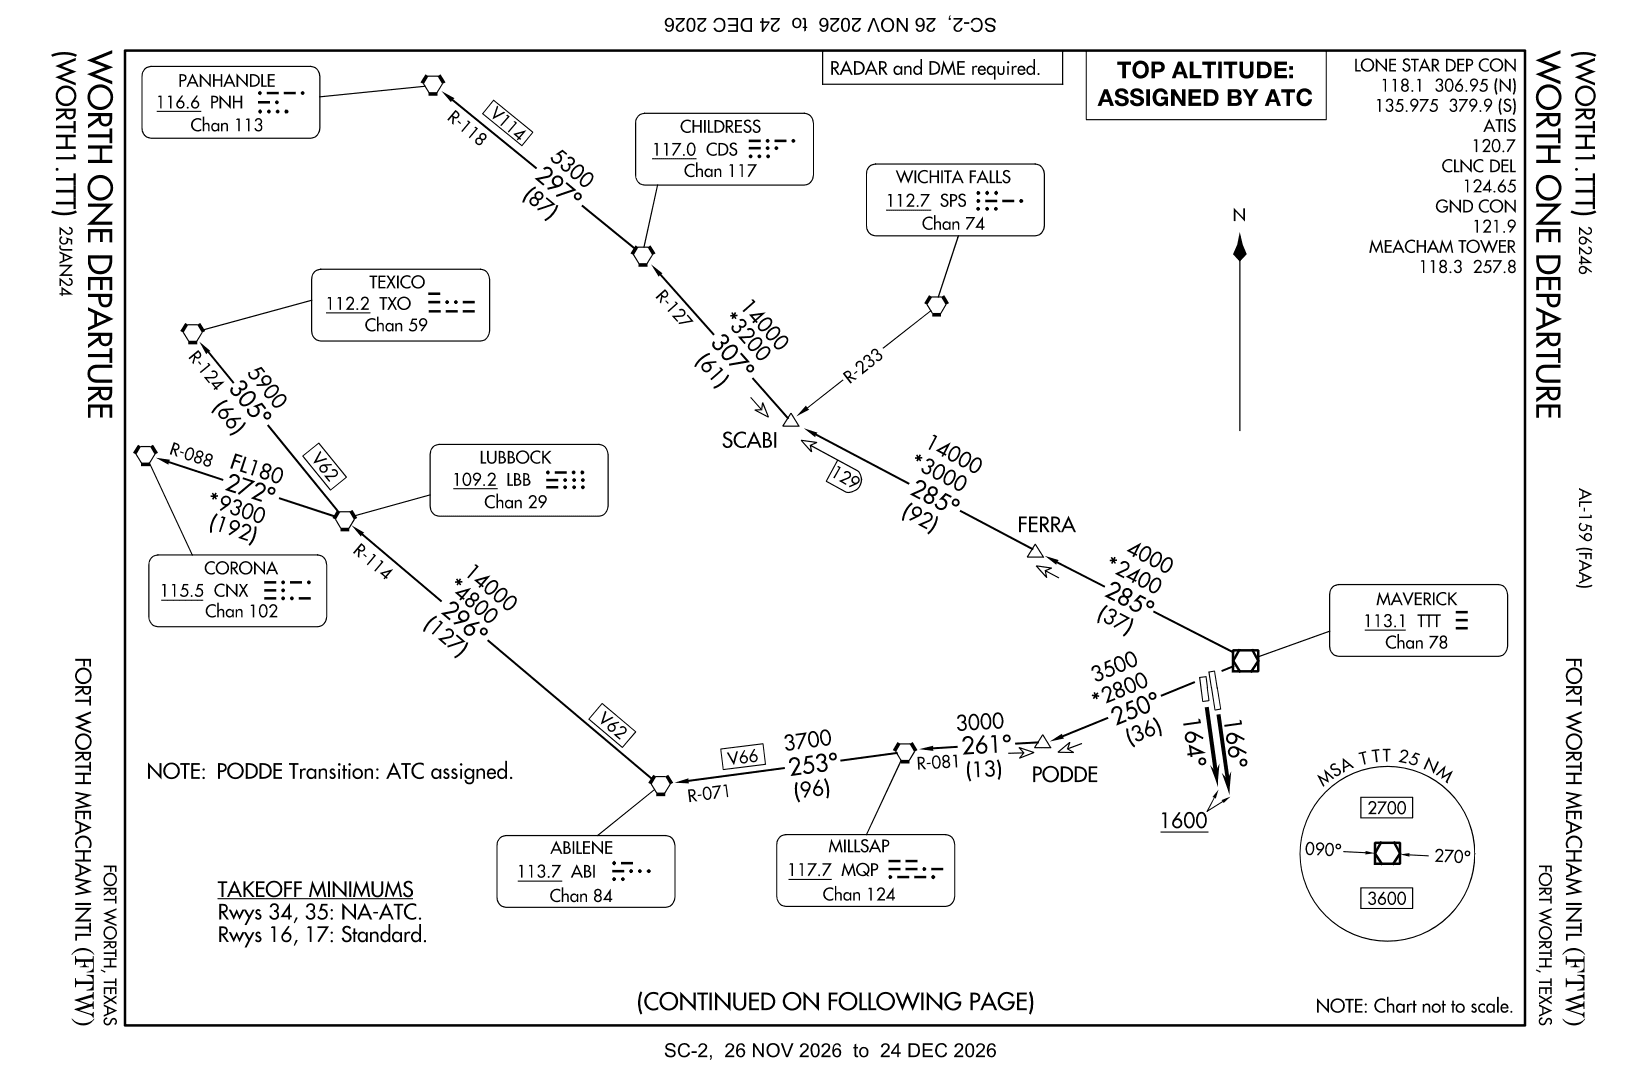 SC-2, 26 NOV 2026 to 24 DEC 2026
(WORTH1.TTT) 25JAN24
WORTH ONE DEPARTURE
FORT WORTH MEACHAM INTL (FTW)
FORT WORTH, TEXAS
(WORTH1.TTT) 26246
WORTH ONE DEPARTURE
AL-159 (FAA)
FORT WORTH MEACHAM INTL (FTW)
FORT WORTH, TEXAS
RADAR and DME required.
TOP ALTITUDE:
ASSIGNED BY ATC
LONE STAR DEP CON
118.1 306.95 (N)
135.975 379.9 (S)
ATIS
120.7
CLNC DEL
124.65
GND CON
121.9
MEACHAM TOWER
118.3 257.8
N
PANHANDLE
116.6 PNH
Chan 113
V114
R-118
5300
297°
(87)
CHILDRESS
117.0 CDS
Chan 117
WICHITA FALLS
112.7 SPS
Chan 74
R-233
R-127
14000
*3200
307°
(61)
SCABI
129
14000
*3000
285°
(92)
FERRA
4000
*2400
285°
(37)
MAVERICK
113.1 TTT
Chan 78
TEXICO
112.2 TXO
Chan 59
R-124
5900
305°
(66)
V62
R-088
FL180
272°
*9300
(192)
LUBBOCK
109.2 LBB
Chan 29
CORONA
115.5 CNX
Chan 102
R-114
14000
*4800
296°
(127)
V62
3500
*2800
250°
(36)
164°
166°
1600
PODDE
3000
261°
(13)
R-081
3700
253°
(96)
V66
R-071
ABILENE
113.7 ABI
Chan 84
MILLSAP
117.7 MQP
Chan 124
NOTE: PODDE Transition: ATC assigned.
TAKEOFF MINIMUMS
Rwys 34, 35: NA-ATC.
Rwys 16, 17: Standard.
MSA TTT 25 NM
2700
090°
270°
3600
(CONTINUED ON FOLLOWING PAGE)
NOTE: Chart not to scale.
SC-2, 26 NOV 2026 to 24 DEC 2026